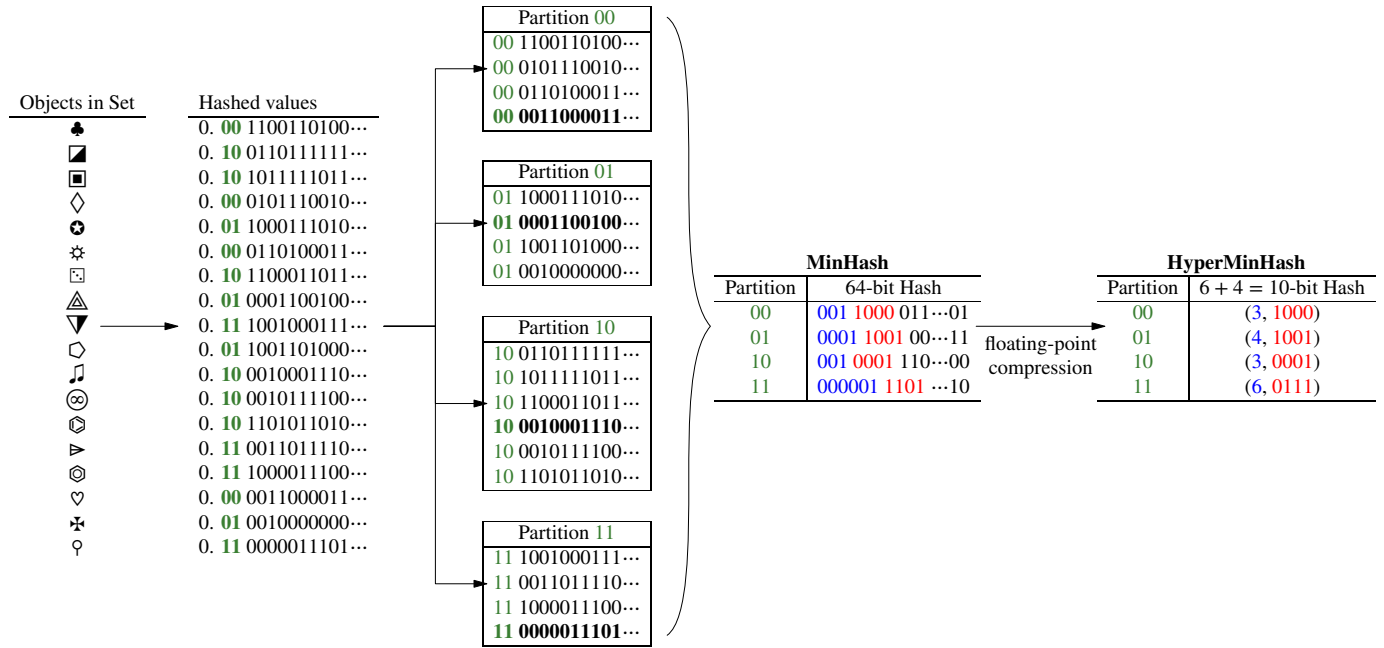 Objects in Set
Hashed values
0. 00 1100110100⋯
0. 10 0110111111⋯
0. 10 1011111011⋯
0. 00 0101110010⋯
0. 01 1000111010⋯
0. 00 0110100011⋯
0. 10 1100011011⋯
0. 01 0001100100⋯
0. 11 1001000111⋯
0. 01 1001101000⋯
0. 10 0010001110⋯
0. 10 0010111100⋯
0. 10 1101011010⋯
0. 11 0011011110⋯
0. 11 1000011100⋯
0. 00 0011000011⋯
0. 01 0010000000⋯
0. 11 0000011101⋯
Partition 00
00 1100110100⋯
00 0101110010⋯
00 0110100011⋯
00 0011000011⋯
Partition 01
01 1000111010⋯
01 0001100100⋯
01 1001101000⋯
01 0010000000⋯
Partition 10
10 0110111111⋯
10 1011111011⋯
10 1100011011⋯
10 0010001110⋯
10 0010111100⋯
10 1101011010⋯
Partition 11
11 1001000111⋯
11 0011011110⋯
11 1000011100⋯
11 0000011101⋯
MinHash
Partition 64-bit Hash
00 001 1000 011⋯01
01 0001 1001 00⋯11
10 001 0001 110⋯00
11 000001 1101 ⋯10
floating-point
compression
HyperMinHash
Partition 6 + 4 = 10-bit Hash
00 (3, 1000)
01 (4, 1001)
10 (3, 0001)
11 (6, 0111)